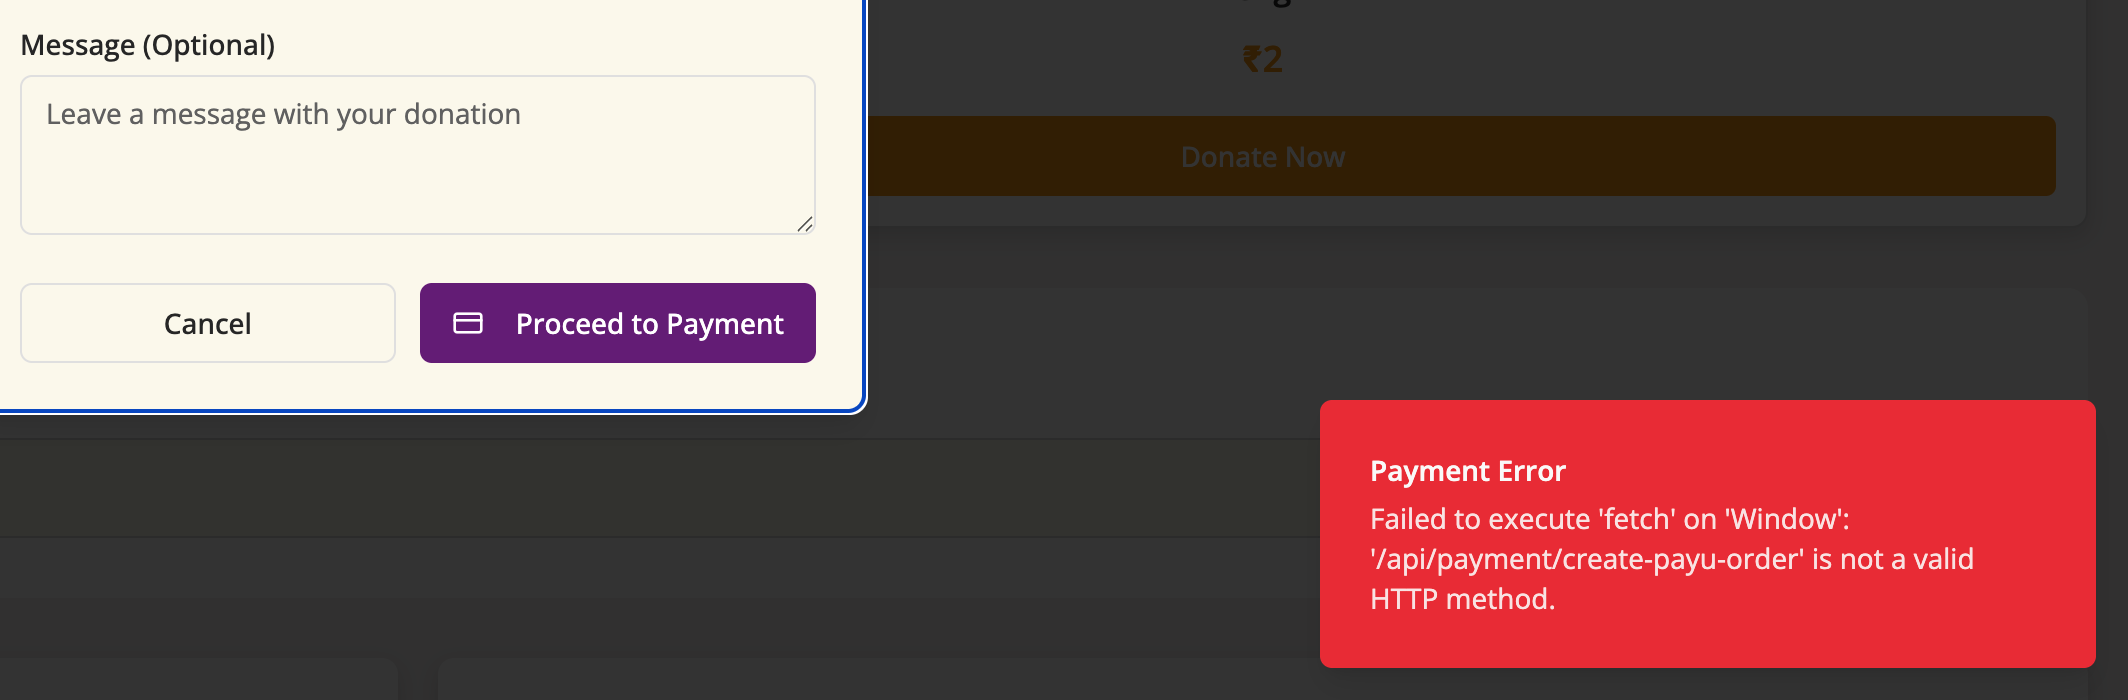 Message (Optional)
Leave a message with your donation
Cancel
Proceed to Payment
₹2
Donate Now
Payment Error
Failed to execute 'fetch' on 'Window':
'/api/payment/create-payu-order' is not a valid
HTTP method.